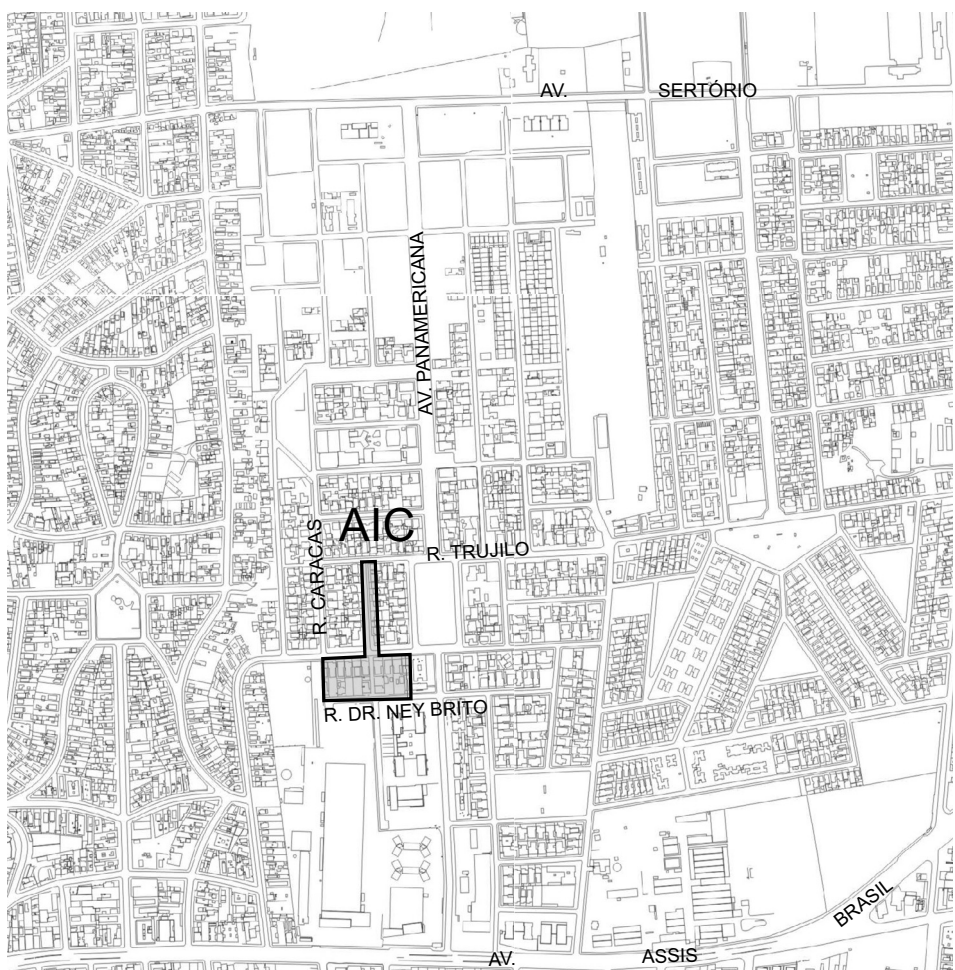 AV. SERTÓRIO
AV. PANAMERICANA
AIC
R. CARACAS
R. TRUJILO
R. DR. NEY BRITO
AV. ASSIS BRASIL